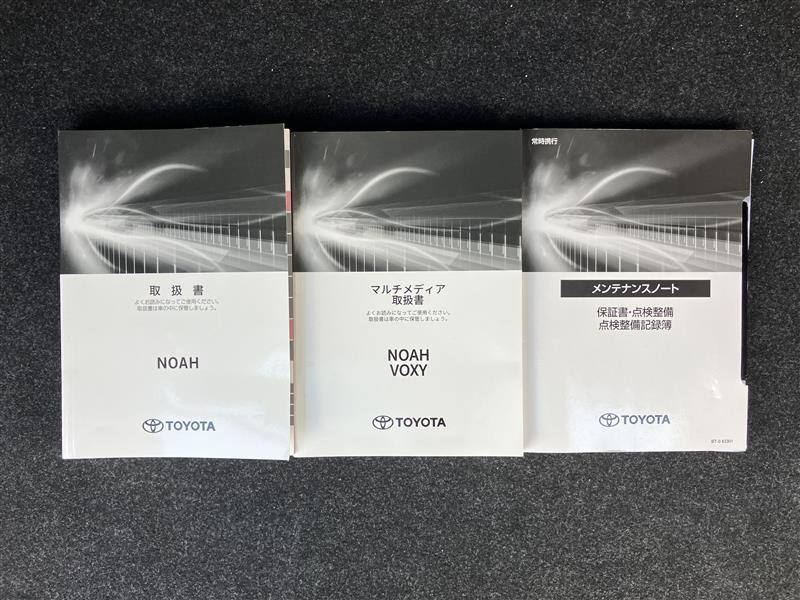 取扱書
よくお読みになってご使用ください。
取扱書は車の中に保管しましょう。
NOAH
TOYOTA
マルチメディア
取扱書
よくお読みになってご使用ください。
取扱書は車の中に保管しましょう。
NOAH
VOXY
TOYOTA
常時携行
メンテナンスノート
保証書・点検整備
点検整備記録簿
TOYOTA